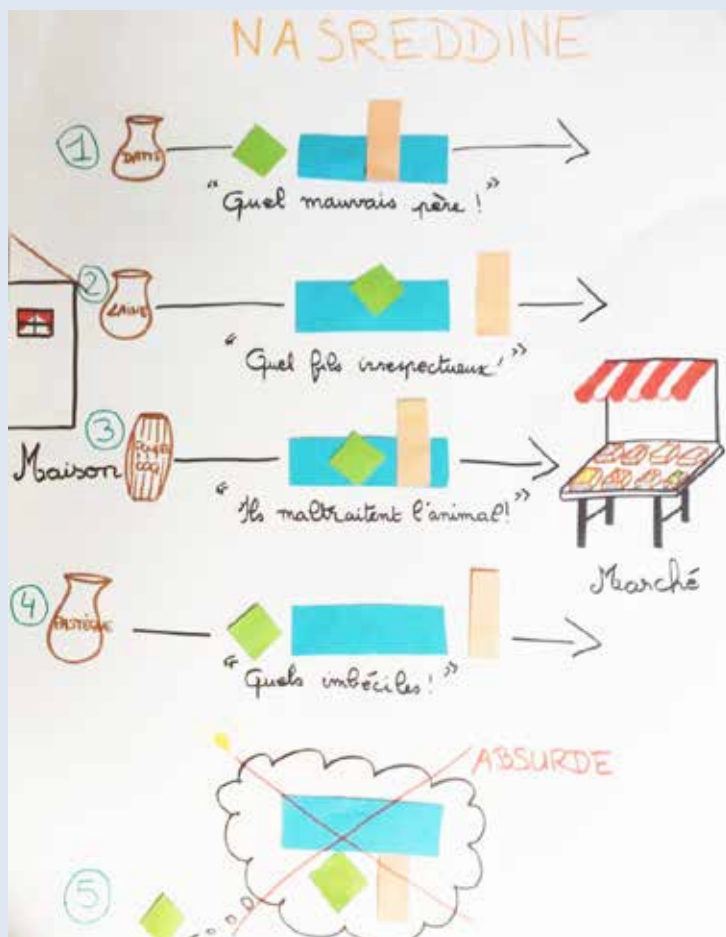 NASREDDINE
1
DATTE
"Quel mauvais père !"
2
LAINE
"Quel fils irrespectueux!"
3
Maison
"Ils maltraitent l'animal!"
Marché
4
PASTÈQUE
"Quels imbéciles!"
ABSURDE
5